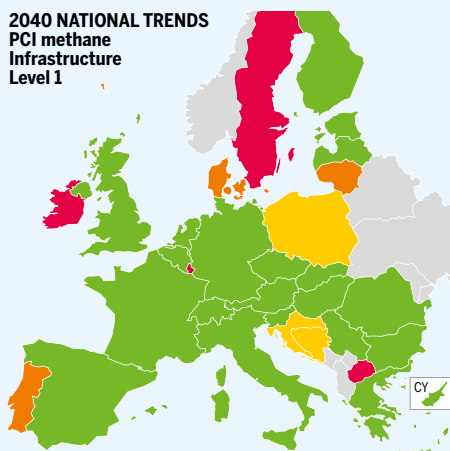 2040 NATIONAL TRENDS
PCI methane
Infrastructure
Level 1
CY